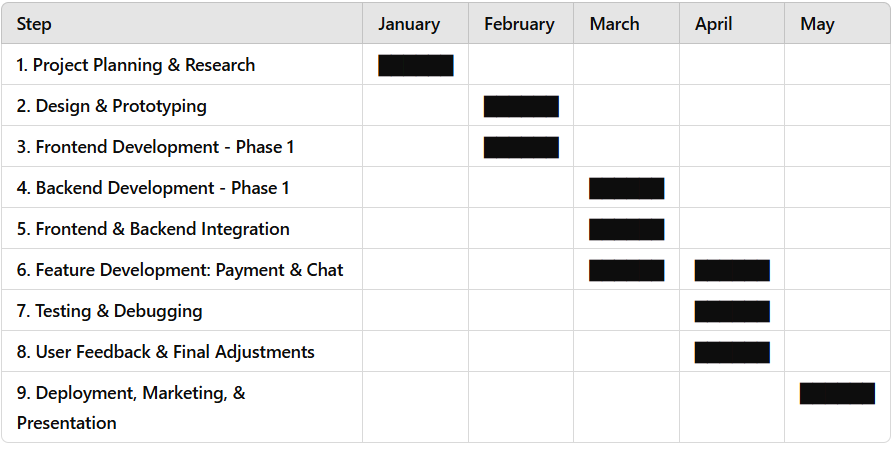 Step January February March April May
1. Project Planning & Research
2. Design & Prototyping
3. Frontend Development - Phase 1
4. Backend Development - Phase 1
5. Frontend & Backend Integration
6. Feature Development: Payment & Chat
7. Testing & Debugging
8. User Feedback & Final Adjustments
9. Deployment, Marketing, &
Presentation